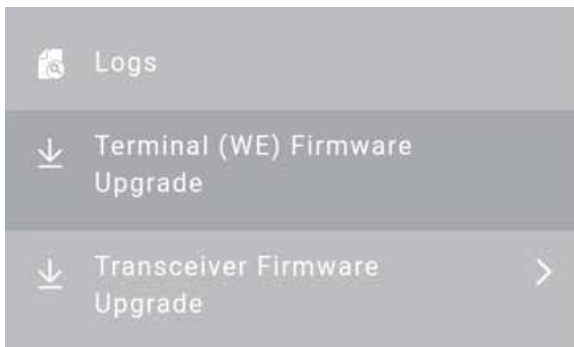 Logs
Terminal (WE) Firmware
Upgrade
Transceiver Firmware
Upgrade